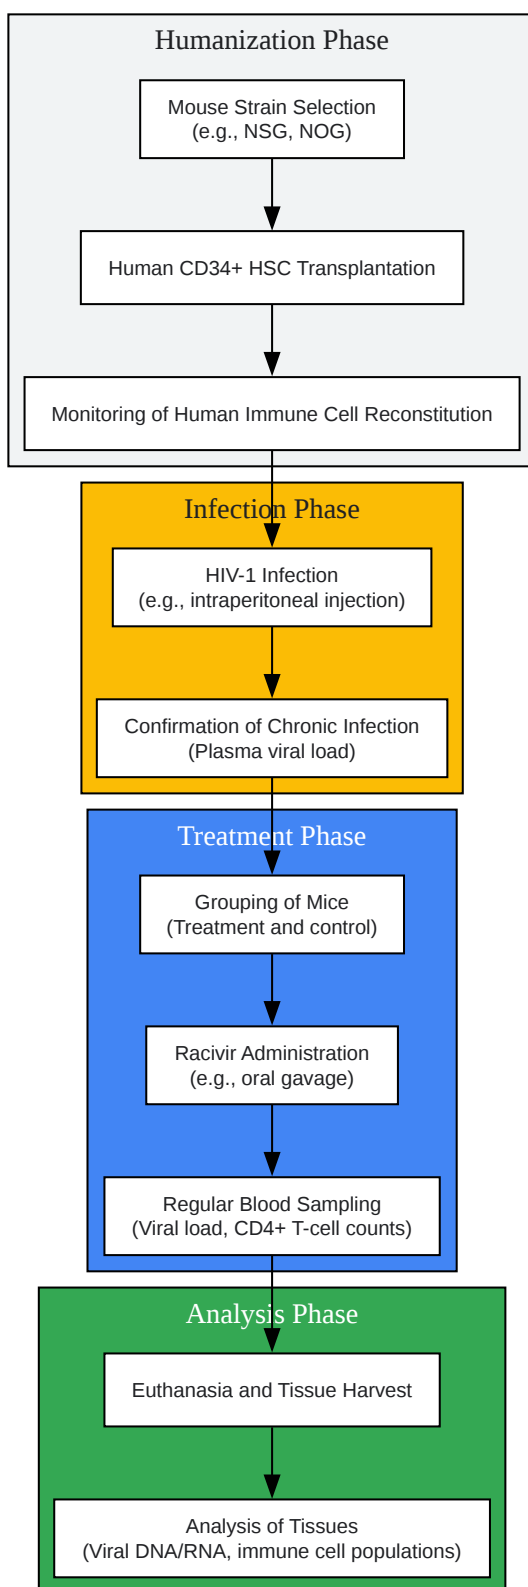 Humanization Phase
Mouse Strain Selection
(e.g., NSG, NOG)
Human CD34+ HSC Transplantation
Monitoring of Human Immune Cell Reconstitution
Infection Phase
HIV-1 Infection
(e.g., intraperitoneal injection)
Confirmation of Chronic Infection
(Plasma viral load)
Treatment Phase
Grouping of Mice
(Treatment and control)
Racivir Administration
(e.g., oral gavage)
Regular Blood Sampling
(Viral load, CD4+ T-cell counts)
Analysis Phase
Euthanasia and Tissue Harvest
Analysis of Tissues
(Viral DNA/RNA, immune cell populations)